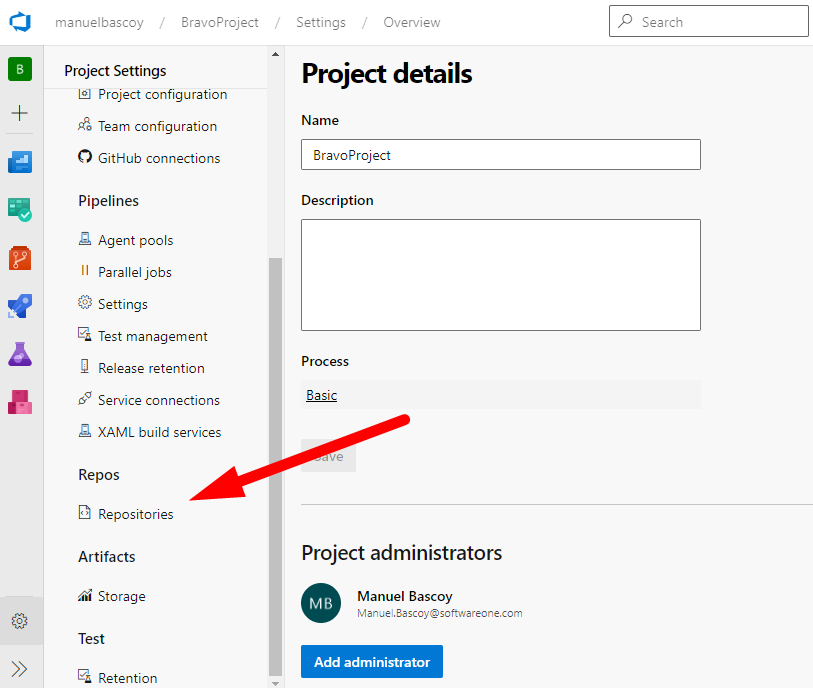 manuelbascoy / BravoProject / Settings / Overview
Search
B
Project Settings
Project configuration
Team configuration
GitHub connections
Pipelines
Agent pools
Parallel jobs
Settings
Test management
Release retention
Service connections
XAML build services
Repos
Repositories
Artifacts
Storage
Test
Retention
Project details
Name
BravoProject
Description
Process
Basic
Save
Project administrators
MB
Manuel Bascoy
Manuel.Bascoy@softwareone.com
Add administrator